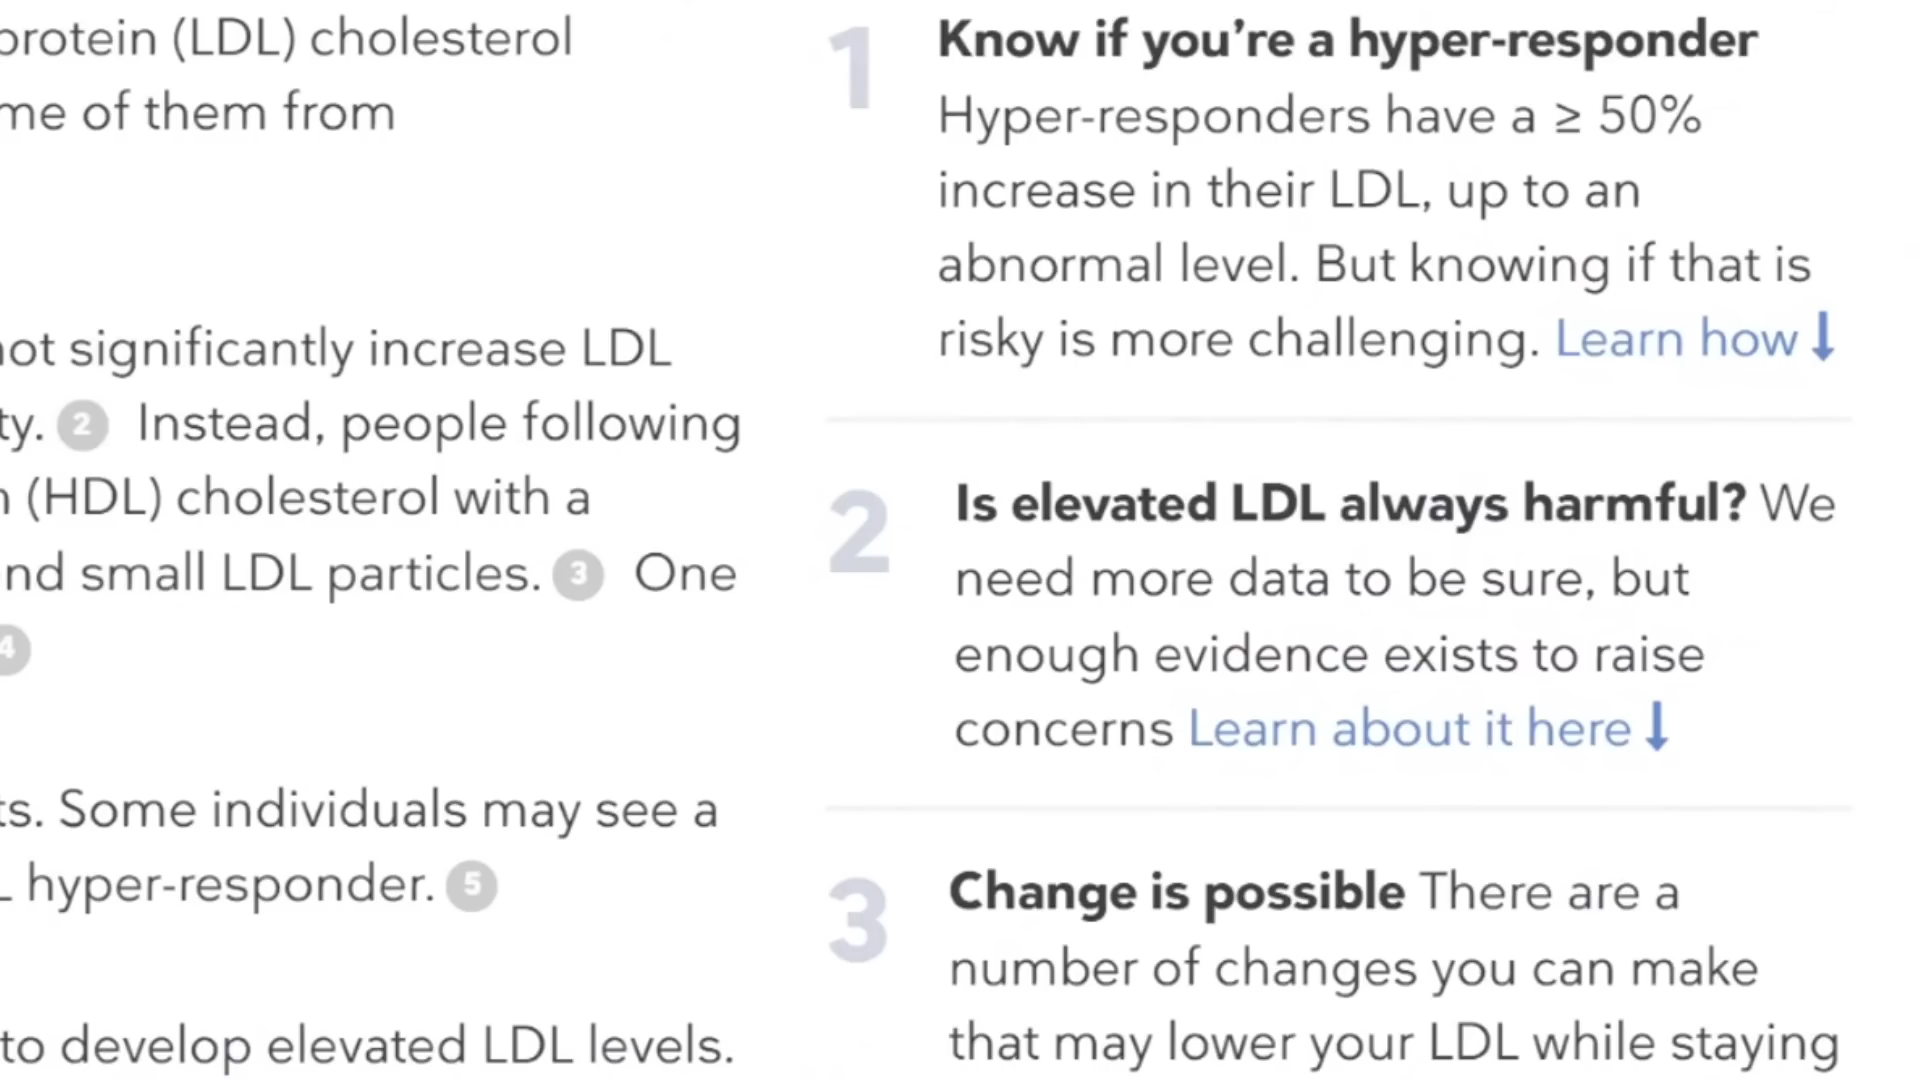 protein (LDL) cholesterol
me of them from
not significantly increase LDL
ty. 2 Instead, people following
n (HDL) cholesterol with a
nd small LDL particles. 3 One
4
ts. Some individuals may see a
L hyper-responder. 5
to develop elevated LDL levels.
1 Know if you’re a hyper-responder
Hyper-responders have a ≥ 50%
increase in their LDL, up to an
abnormal level. But knowing if that is
risky is more challenging. Learn how ↓
2 Is elevated LDL always harmful? We
need more data to be sure, but
enough evidence exists to raise
concerns Learn about it here ↓
3 Change is possible There are a
number of changes you can make
that may lower your LDL while staying